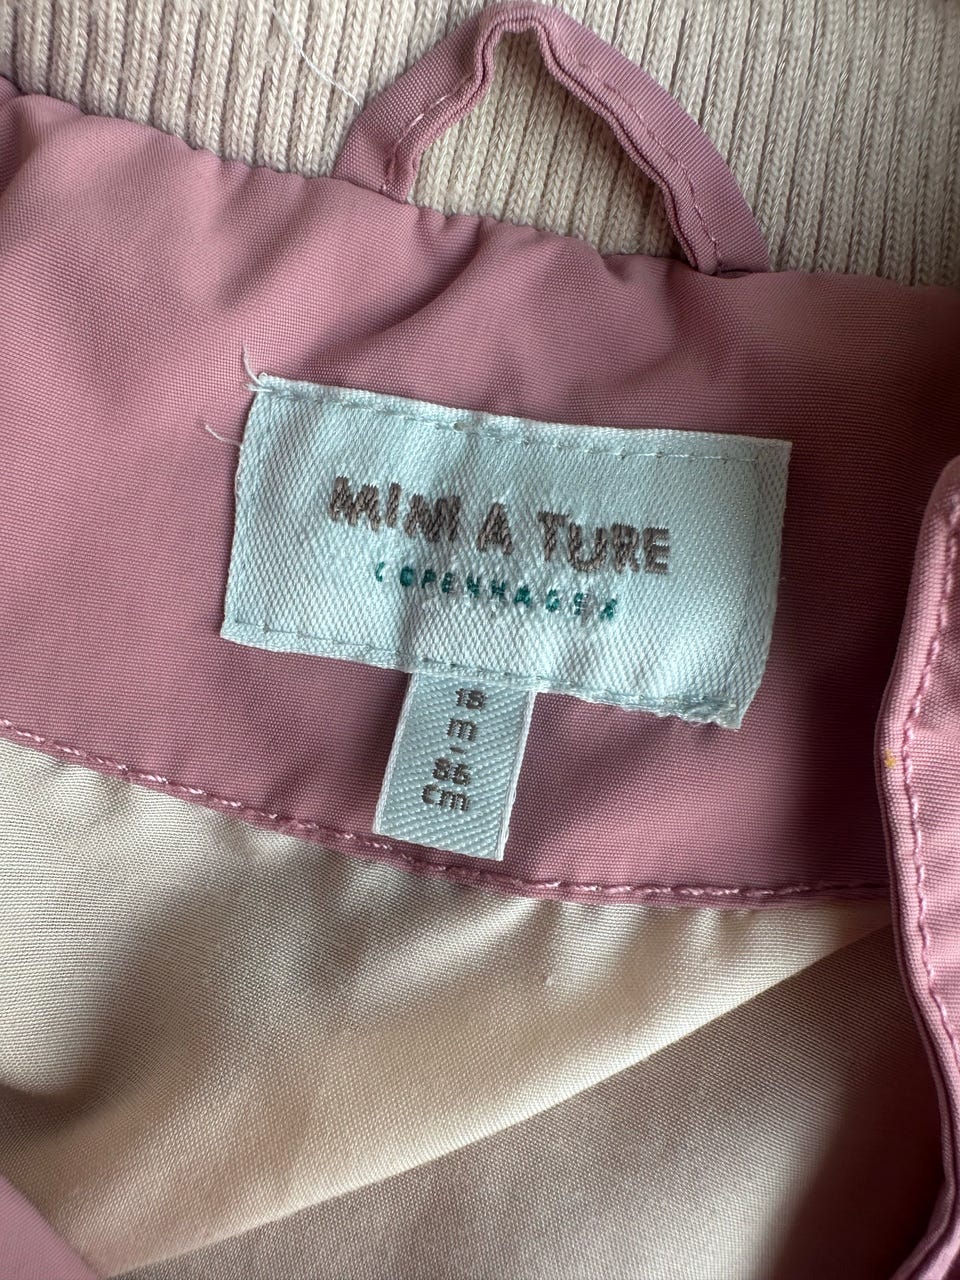 MINI A TURE
COPENHAGEN
18
m
-
86
cm